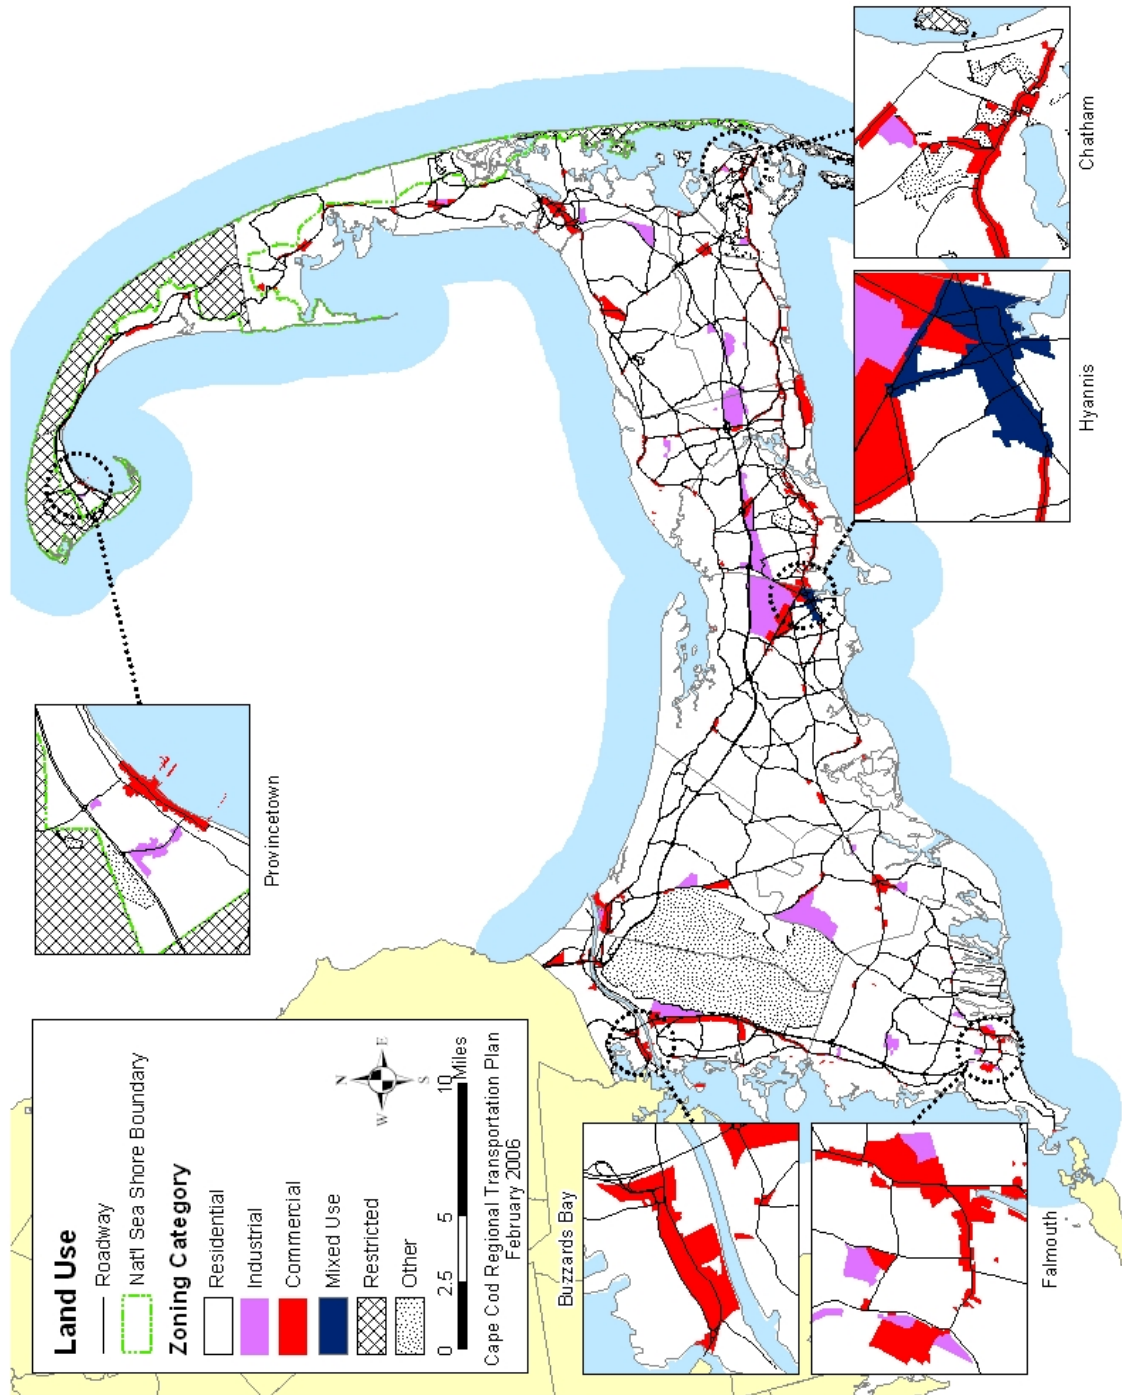 Land Use
Roadway
Nat'l Sea Shore Boundary
Zoning Category
Residential
Industrial
Commercial
Mixed Use
Restricted
Other
N
W E
S
0 2.5 5 10 Miles
Cape Cod Regional Transportation Plan
February 2006
Provincetown
Buzzards Bay
Falmouth
Hyannis
Chatham